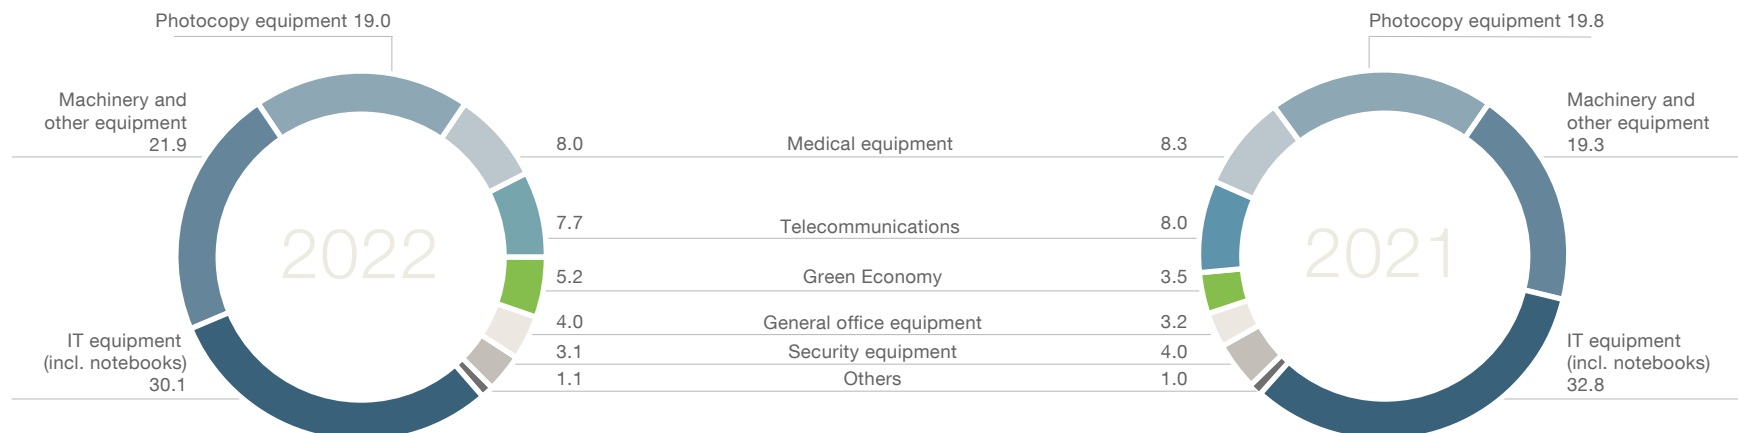 Photocopy equipment 19.0
Machinery and
other equipment
21.9
2022
IT equipment
(incl. notebooks)
30.1
8.0 Medical equipment 8.3
7.7 Telecommunications 8.0
5.2 Green Economy 3.5
4.0 General office equipment 3.2
3.1 Security equipment 4.0
1.1 Others 1.0
Photocopy equipment 19.8
Machinery and
other equipment
19.3
2021
IT equipment
(incl. notebooks)
32.8